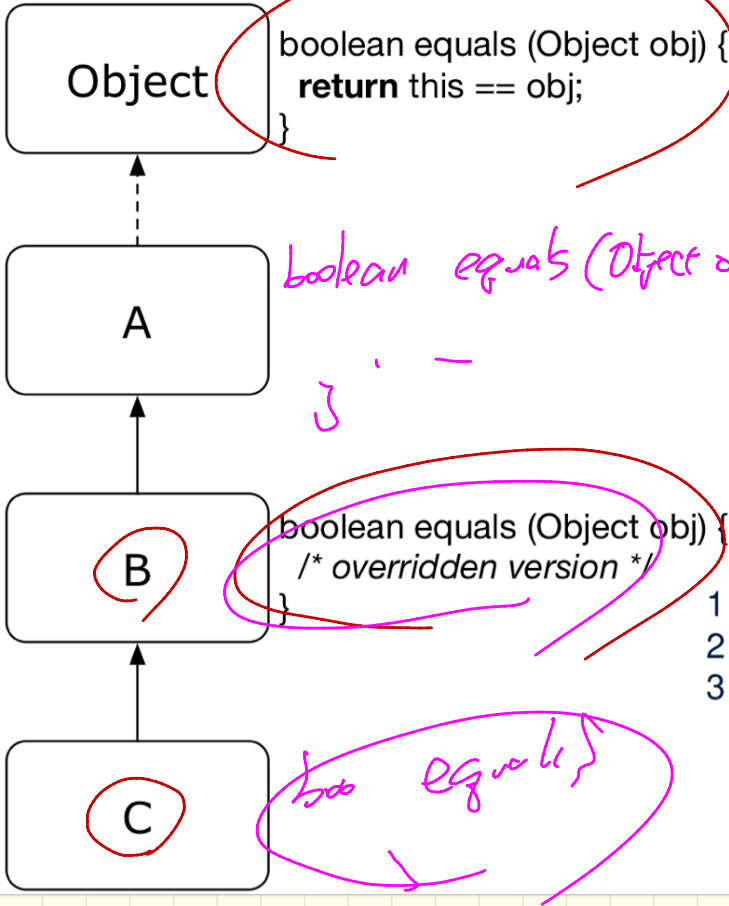 Object
boolean equals (Object obj) {
return this == obj;
}
boolean equals (Object o
A
}
B
boolean equals (Object obj) {
/* overridden version */
}
1
2
3
C
boo equals